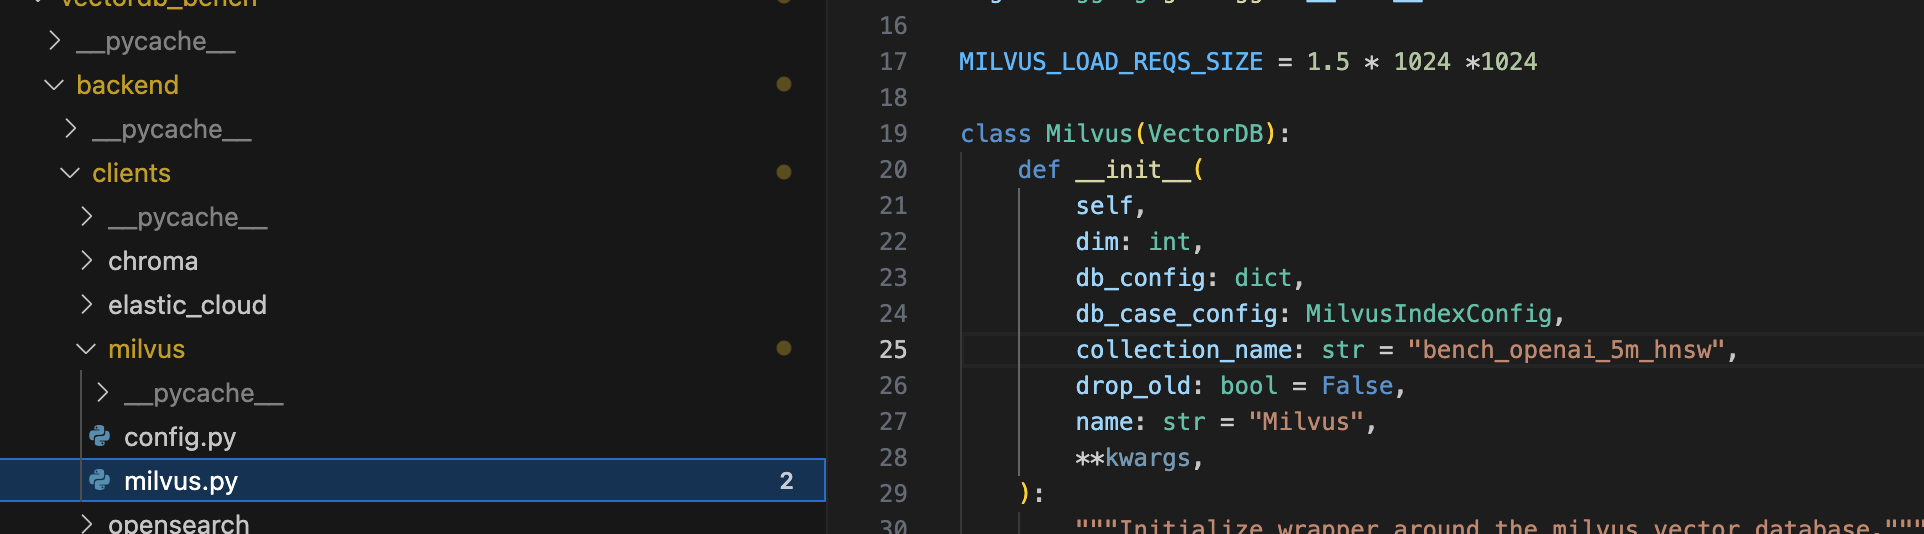 vectordb_bench
__pycache__
backend
__pycache__
clients
__pycache__
chroma
elastic_cloud
milvus
__pycache__
config.py
milvus.py 2
opensearch
16
17 MILVUS_LOAD_REQS_SIZE = 1.5 * 1024 *1024
18
19 class Milvus(VectorDB):
20 def __init__(
21 self,
22 dim: int,
23 db_config: dict,
24 db_case_config: MilvusIndexConfig,
25 collection_name: str = "bench_openai_5m_hnsw",
26 drop_old: bool = False,
27 name: str = "Milvus",
28 **kwargs,
29 ):
30 """Initialize wrapper around the milvus vector database."""